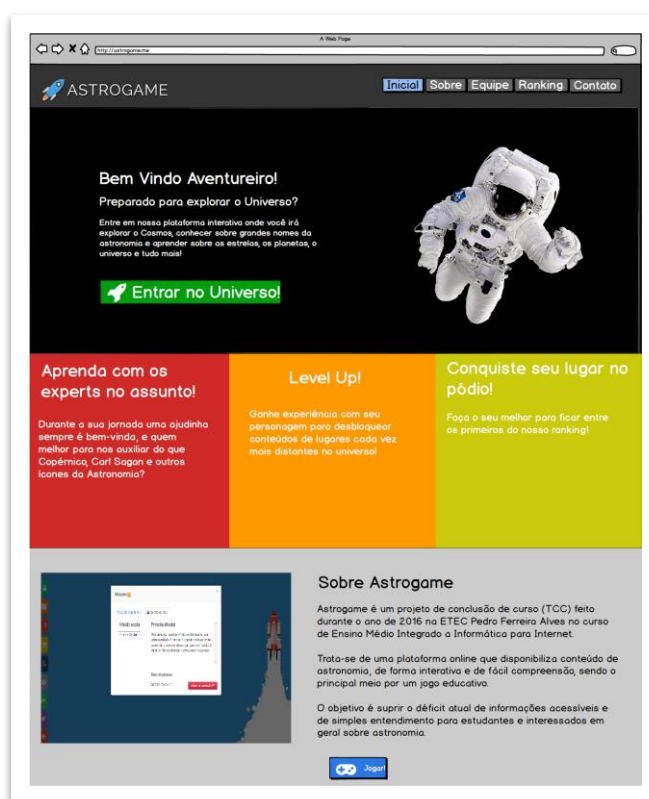 A Web Page
http://astrogame.me
ASTROGAME
Inicial Sobre Equipe Ranking Contato
Bem Vindo Aventureiro!
Preparado para explorar o Universo?
Entre em nossa plataforma interativa onde você irá
explorar o Cosmos, conhecer sobre grandes nomes da
astronomia e aprender sobre as estrelas, os planetas, o
universo e tudo mais!
Entrar no Universo!
Aprenda com os
experts no assunto!
Durante a sua jornada uma ajudinha
sempre é bem-vinda, e quem
melhor para nos auxiliar do que
Copérnico, Carl Sagan e outros
ícones da Astronomia?
Level Up!
Ganhe experiência com seu
personagem para desbloquear
conteúdos de lugares cada vez
mais distantes no universo!
Conquiste seu lugar no
pódio!
Faça o seu melhor para ficar entre
os primeiros do nosso ranking!
Sobre Astrogame
Astrogame é um projeto de conclusão de curso (TCC) feito
durante o ano de 2016 na ETEC Pedro Ferreira Alves no curso
de Ensino Médio Integrado a Informática para Internet.
Trata-se de uma plataforma online que disponibiliza conteúdo de
astronomia, de forma interativa e de fácil compreensão, sendo o
principal meio por um jogo educativo.
O objetivo é suprir o déficit atual de informações acessíveis e
de simples entendimento para estudantes e interessados em
geral sobre astronomia.
Jogar!